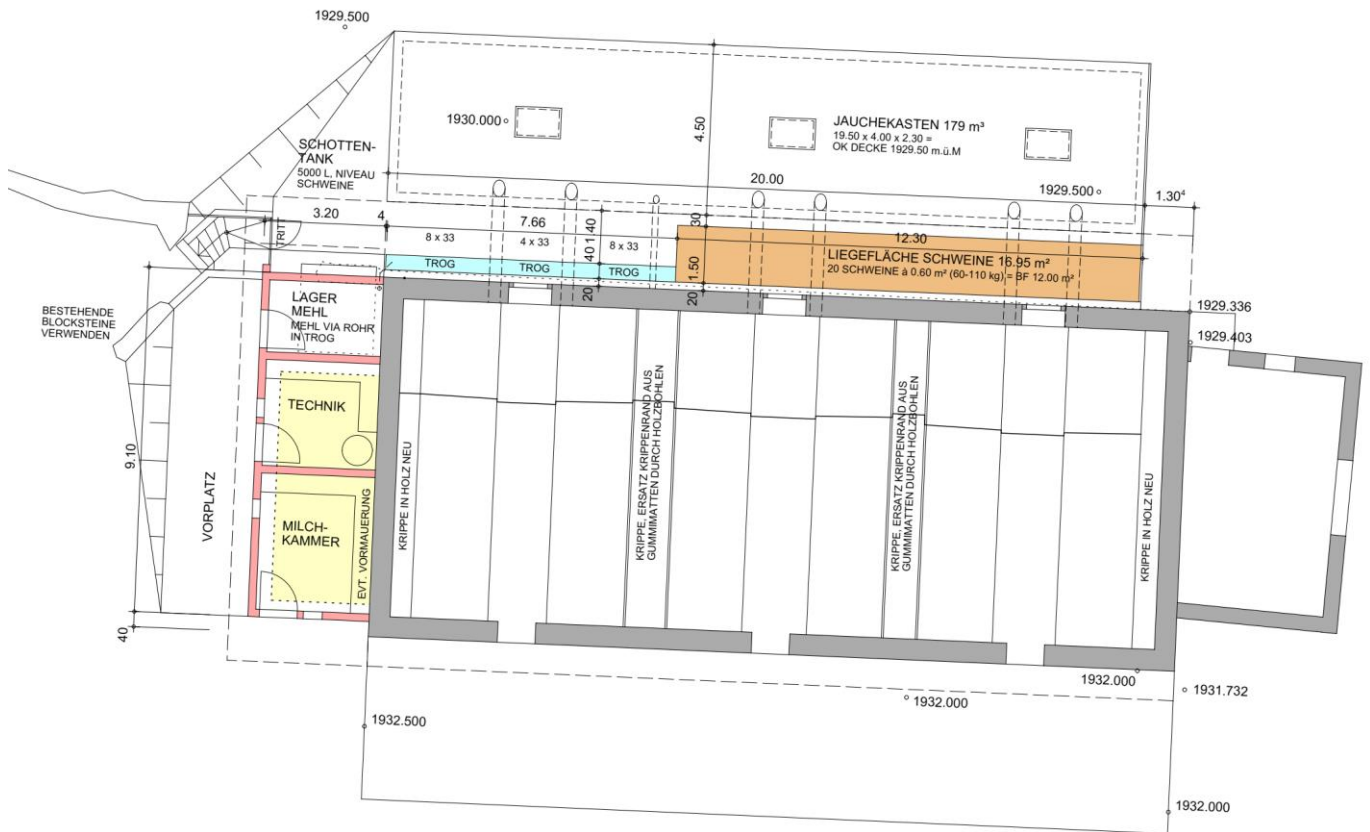 1929.500
1930.000
SCHOTTEN-
TANK
5000 L, NIVEAU
SCHWEINE
4.50
JAUCHEKASTEN 179 m³
19.50 x 4.00 x 2.30 =
OK DECKE 1929.50 m.ü.M
20.00
1929.500
1.30⁴
3.20
4
7.66
1.40
30
12.30
TRITT
8 x 33
4 x 33
8 x 33
40
LIEGEFLÄCHE SCHWEINE 16.95 m²
20 SCHWEINE à 0.60 m² (60-110 kg) = BF 12.00 m²
TROG
TROG
TROG
1.50
20
20
1929.336
1929.403
BESTEHENDE
BLOCKSTEINE
VERWENDEN
LAGER
MEHL
MEHL VIA ROHR
IN TROG
TECHNIK
9.10
VORPLATZ
MILCH-
KAMMER
EVT. VORMAUERUNG
KRIPPE IN HOLZ NEU
KRIPPE, ERSATZ KRIPPENRAND AUS
GUMMIMATTEN DURCH HOLZBOHLEN
KRIPPE, ERSATZ KRIPPENRAND AUS
GUMMIMATTEN DURCH HOLZBOHLEN
KRIPPE IN HOLZ NEU
40
1932.000
1931.732
1932.000
1932.500
1932.000